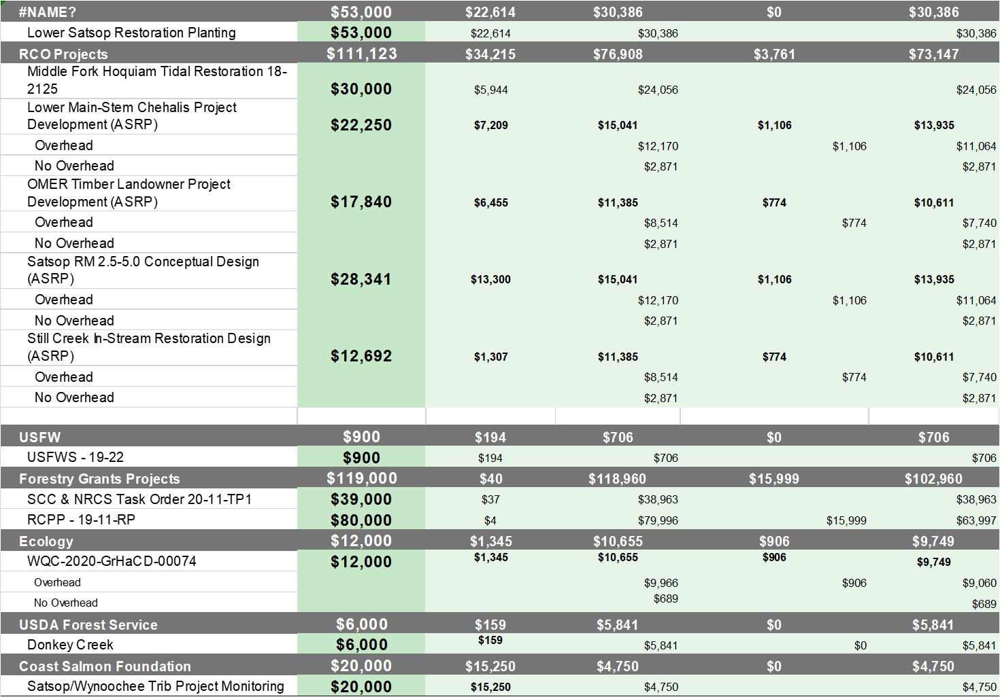 #NAME? $53,000 $22,614 $30,386 $0 $30,386
Lower Satsop Restoration Planting $53,000 $22,614 $30,386 $30,386
RCO Projects $111,123 $34,215 $76,908 $3,761 $73,147
Middle Fork Hoquiam Tidal Restoration 18-
2125 $30,000 $5,944 $24,056 $24,056
Lower Main-Stem Chehalis Project
Development (ASRP) $22,250 $7,209 $15,041 $1,106 $13,935
Overhead $12,170 $1,106 $11,064
No Overhead $2,871 $2,871
OMER Timber Landowner Project
Development (ASRP) $17,840 $6,455 $11,385 $774 $10,611
Overhead $8,514 $774 $7,740
No Overhead $2,871 $2,871
Satsop RM 2.5-5.0 Conceptual Design
(ASRP) $28,341 $13,300 $15,041 $1,106 $13,935
Overhead $12,170 $1,106 $11,064
No Overhead $2,871 $2,871
Still Creek In-Stream Restoration Design
(ASRP) $12,692 $1,307 $11,385 $774 $10,611
Overhead $8,514 $774 $7,740
No Overhead $2,871 $2,871
USFW $900 $194 $706 $0 $706
USFWS - 19-22 $900 $194 $706 $706
Forestry Grants Projects $119,000 $40 $118,960 $15,999 $102,960
SCC & NRCS Task Order 20-11-TP1 $39,000 $37 $38,963 $38,963
RCPP - 19-11-RP $80,000 $4 $79,996 $15,999 $63,997
Ecology $12,000 $1,345 $10,655 $906 $9,749
WQC-2020-GrHaCD-00074 $12,000 $1,345 $10,655 $906 $9,749
Overhead $9,966 $906 $9,060
No Overhead $689 $689
USDA Forest Service $6,000 $159 $5,841 $0 $5,841
Donkey Creek $6,000 $159 $5,841 $0 $5,841
Coast Salmon Foundation $20,000 $15,250 $4,750 $0 $4,750
Satsop/Wynoochee Trib Project Monitoring $20,000 $15,250 $4,750 $4,750